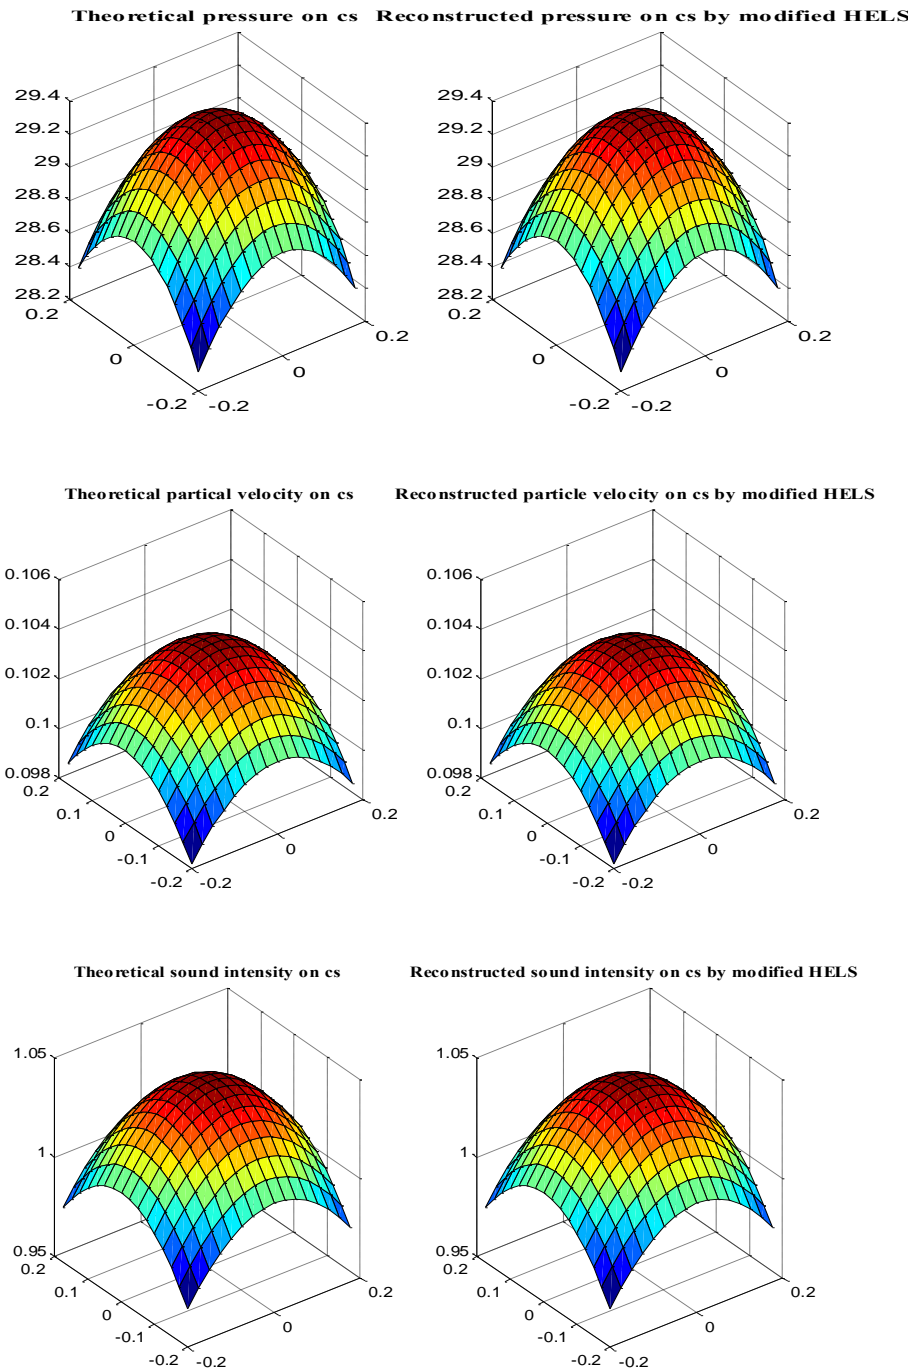 Theoretical pressure on cs Reconstructed pressure on cs by modified HELS
29.4 29.4
29.2 29.2
29 29
28.8 28.8
28.6 28.6
28.4 28.4
28.2 28.2
0.2 0.2 0.2 0.2
0 0 0 0
-0.2 -0.2 -0.2 -0.2
Theoretical partical velocity on cs Reconstructed particle velocity on cs by modified HELS
0.106 0.106
0.104 0.104
0.102 0.102
0.1 0.1
0.098 0.098
0.2 0.2 0.2 0.2
0.1 0.1
0 0 0 0
-0.1 -0.1
-0.2 -0.2 -0.2 -0.2
Theoretical sound intensity on cs Reconstructed sound intensity on cs by modified HELS
1.05 1.05
1 1
0.95 0.95
0.2 0.2 0.2 0.2
0.1 0.1
0 0 0 0
-0.1 -0.1
-0.2 -0.2 -0.2 -0.2